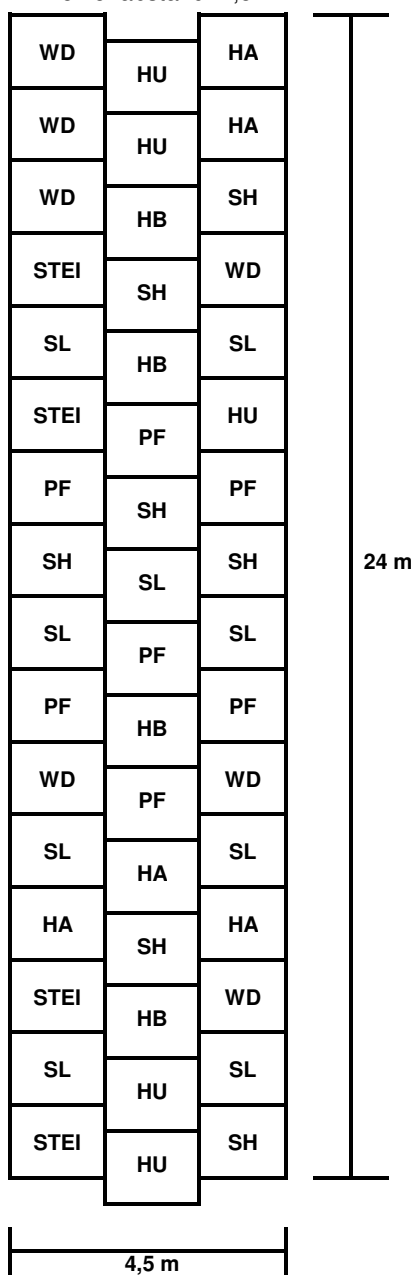 WD HU HA
WD HU HA
WD HB SH
STEI SH WD
SL HB SL
STEI PF HU
PF SH PF
SH SL SH 24 m
SL PF SL
PF HB PF
WD PF WD
SL HA SL
HA SH HA
STEI HB WD
SL HU SL
STEI HU SH
4,5 m